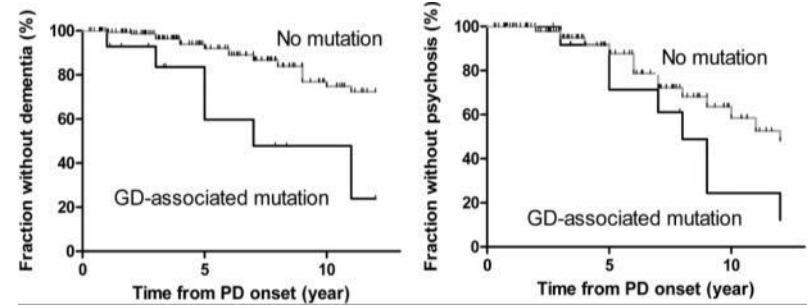 Fraction without dementia (%)
100
80
60
40
20
0
No mutation
GD-associated mutation
0
5
10
Time from PD onset (year)
Fraction without psychosis (%)
100
80
60
40
20
0
No mutation
GD-associated mutation
0
5
10
Time from PD onset (year)